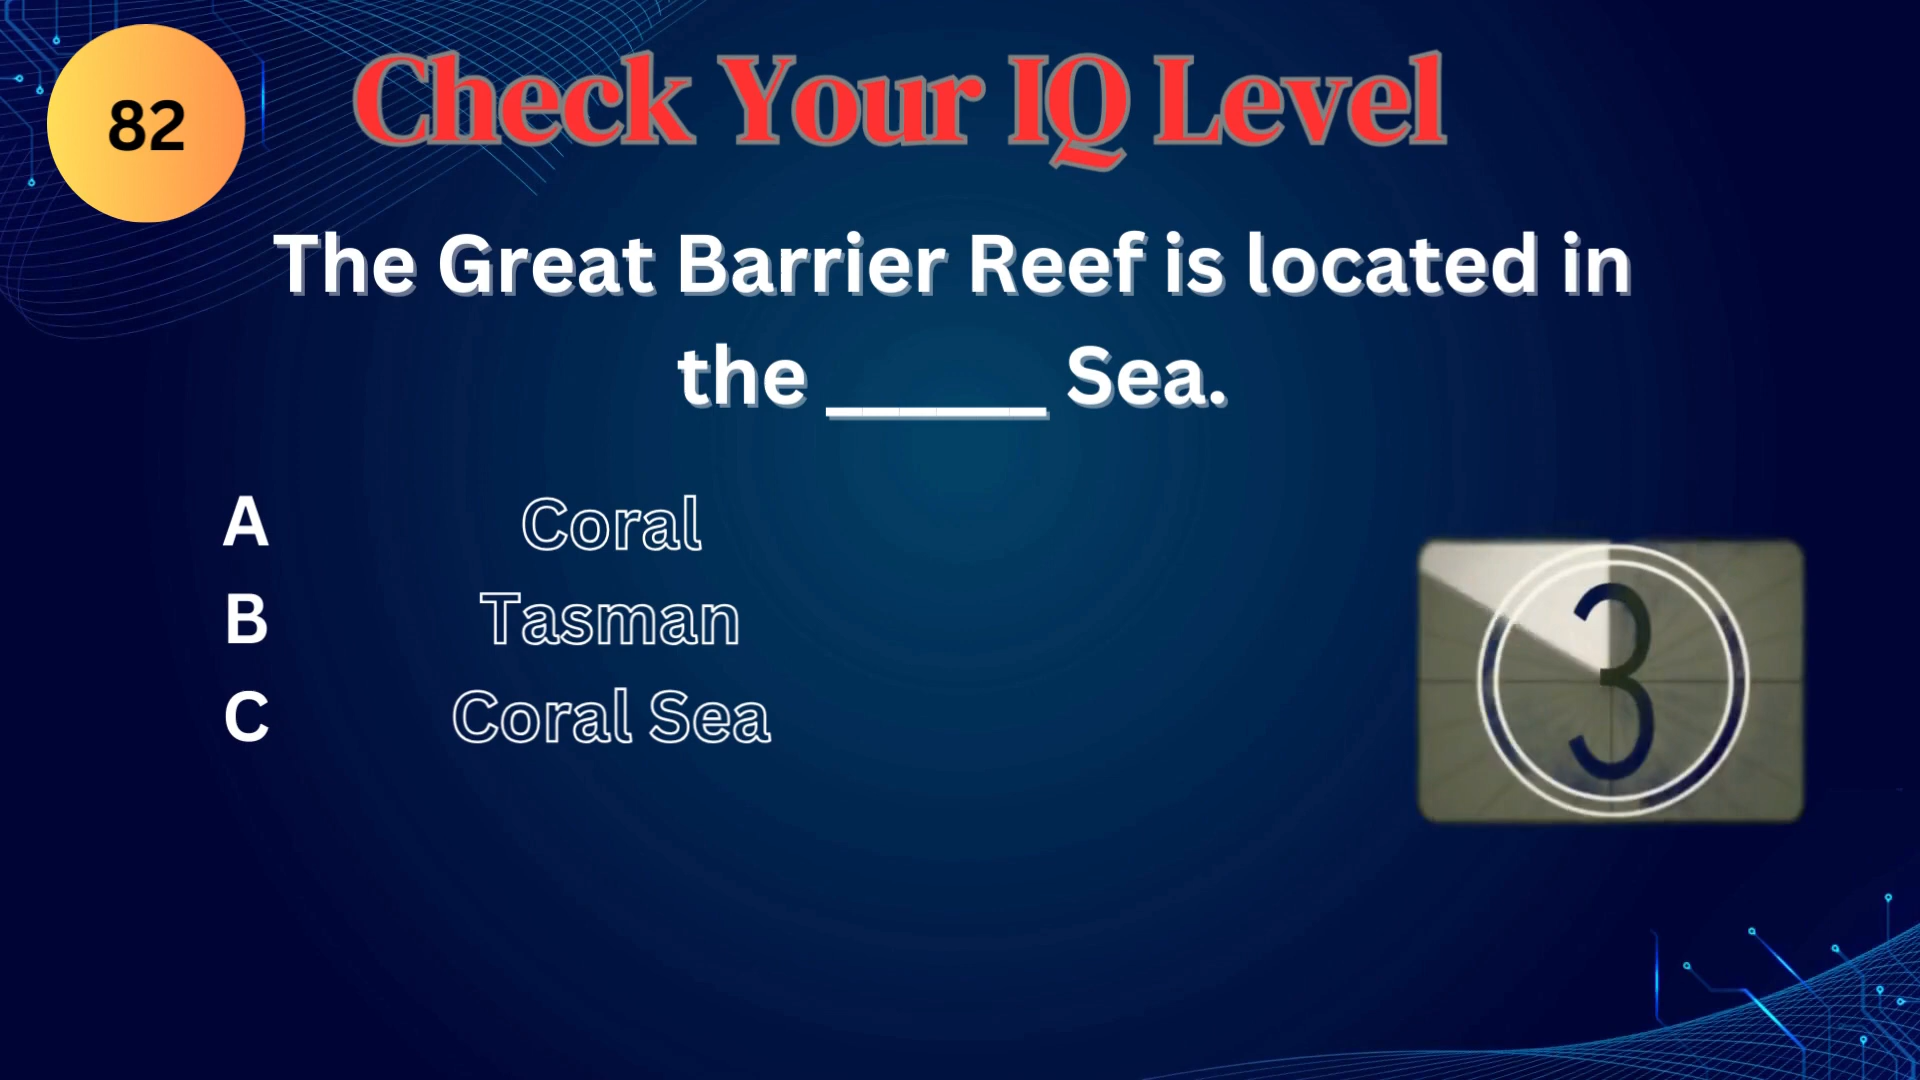 82
Check Your IQ Level
The Great Barrier Reef is located in
the ______ Sea.
A Coral
B Tasman
C Coral Sea
3